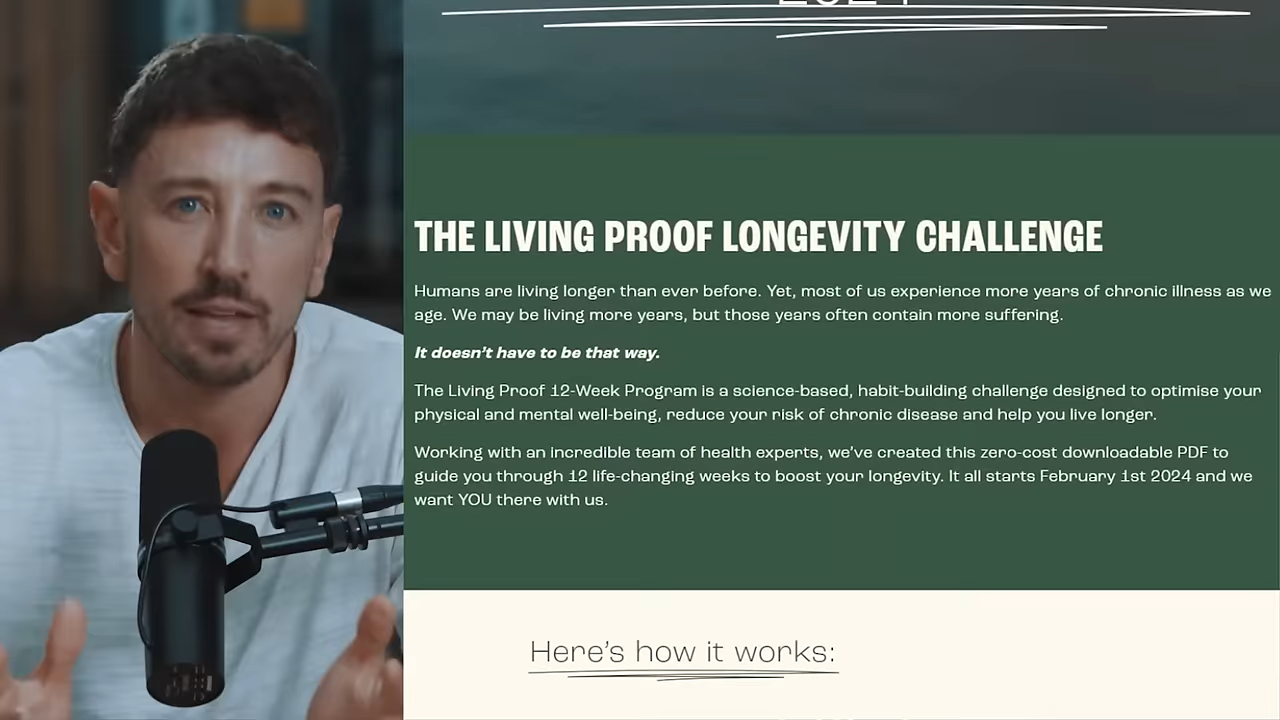 THE LIVING PROOF LONGEVITY CHALLENGE
Humans are living longer than ever before. Yet, most of us experience more years of chronic illness as we
age. We may be living more years, but those years often contain more suffering.
It doesn’t have to be that way.
The Living Proof 12-Week Program is a science-based, habit-building challenge designed to optimise your
physical and mental well-being, reduce your risk of chronic disease and help you live longer.
Working with an incredible team of health experts, we’ve created this zero-cost downloadable PDF to
guide you through 12 life-changing weeks to boost your longevity. It all starts February 1st 2024 and we
want YOU there with us.
Here’s how it works: